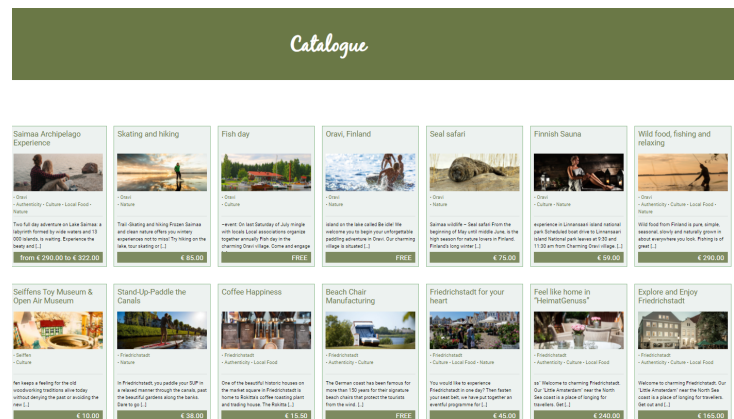 Catalogue
Saimaa Archipelago
Experience
- Oravi
- Authenticity - Culture - Local Food -
Nature
Two full day adventure on Lake Saimaa, a
labyrinth formed by wide waters and 13
000 islands, is waiting. Experience the
beaty and [...]
from € 290.00 to € 322.00
Skating and hiking
- Oravi
- Nature
Trail -Skating and hiking Frozen Saimaa
and clean nature offers you wintery
experiences not to miss! Try hiking on the
lake, tour skating or [...]
€ 85.00
Fish day
- Oravi
- Culture
–event On last Saturday of July mingle
with locals Local associations organize
together annually Fish day in the
charming Oravi village. Come and engage
FREE
Oravi, Finland
- Oravi
- Nature
island on the lake called Be idle! We
welcome you to begin your unforgettable
paddling adventure in Oravi. Our charming
village is situated [...]
FREE
Seal safari
- Oravi
- Nature
Saimaa wildlife – Seal safari From the
beginning of May until middle June, is the
high season for nature lovers in Finland.
Finland's long winter [...]
€ 75.00
Finnish Sauna
- Oravi
- Culture - Nature
experience in Linnansaari island national
park Scheduled boat drive to Linnansaari
Island National park leaves at 9:30 and
11:30 am from Charming Oravi village. [...]
€ 59.00
Wild food, fishing and
relaxing
- Oravi
- Authenticity - Culture - Local Food -
Nature
Wild food from Finland is pure, simple,
seasonal, slowly and naturally grown in
about everywhere you look. Fishing is of
great [...]
€ 290.00
Seiffens Toy Museum &
Open Air Museum
- Seiffen
- Culture
fen keeps a feeling for the old
woodworking traditions alive today
without denying the past or avoiding the
new [...]
€ 10.00
Stand-Up-Paddle the
Canals
- Friedrichstadt
- Nature
In Friedrichstadt, you paddle your SUP in
a relaxed manner through the canals, past
the beautiful gardens along the banks.
Dare to go [...]
€ 38.00
Coffee Happiness
- Friedrichstadt
- Authenticity - Culture - Local Food
One of the beautiful historic houses on
the market square in Friedrichstadt is
home to Rokitta's coffee roasting plant
and trading house. The Rokitta [...]
€ 15.50
Beach Chair
Manufacturing
- Friedrichstadt
- Authenticity - Culture
The German coast has been famous for
more than 130 years for their signature
beach chairs that protect the tourists
from the wind. [...]
FREE
Friedrichstadt for your
heart
- Friedrichstadt
- Culture - Local Food - Nature
You would like to experience
Friedrichstadt in one day? Then fasten
your seat belt, we have put together an
eventful programme for [...]
€ 45.00
Feel like home in
"HeimatGenuss"
- Friedrichstadt
- Authenticity - Culture - Local Food
so' Welcome to charming Friedrichstadt.
Our 'Little Amsterdam' near the North
Sea coast is a place of longing for
travellers. Get [...]
€ 240.00
Explore and Enjoy
Friedrichstadt
- Friedrichstadt
- Authenticity - Culture - Local Food
Welcome to charming Friedrichstadt. Our
'Little Amsterdam' near the North Sea
coast is a place of longing for travellers.
Get out and [...]
€ 165.00